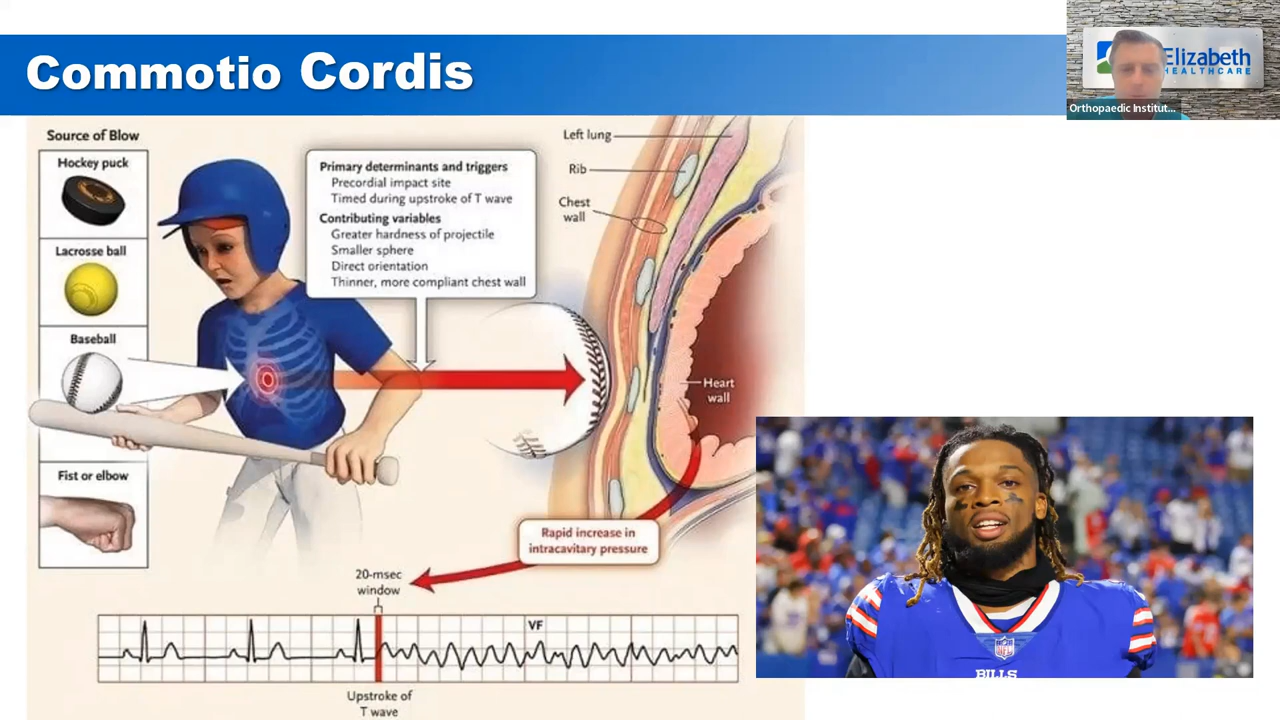 Commotio Cordis
Elizabeth
HEALTHCARE
Orthopaedic Institut...
Source of Blow
Hockey puck
Lacrosse ball
Baseball
Fist or elbow
Primary determinants and triggers
Precordial impact site
Timed during upstroke of T wave
Contributing variables
Greater hardness of projectile
Smaller sphere
Direct orientation
Thinner, more compliant chest wall
Left lung
Rib
Chest
wall
Heart
wall
Rapid increase in
intracavitary pressure
20-msec
window
VF
Upstroke of
T wave
NFL
BILLS